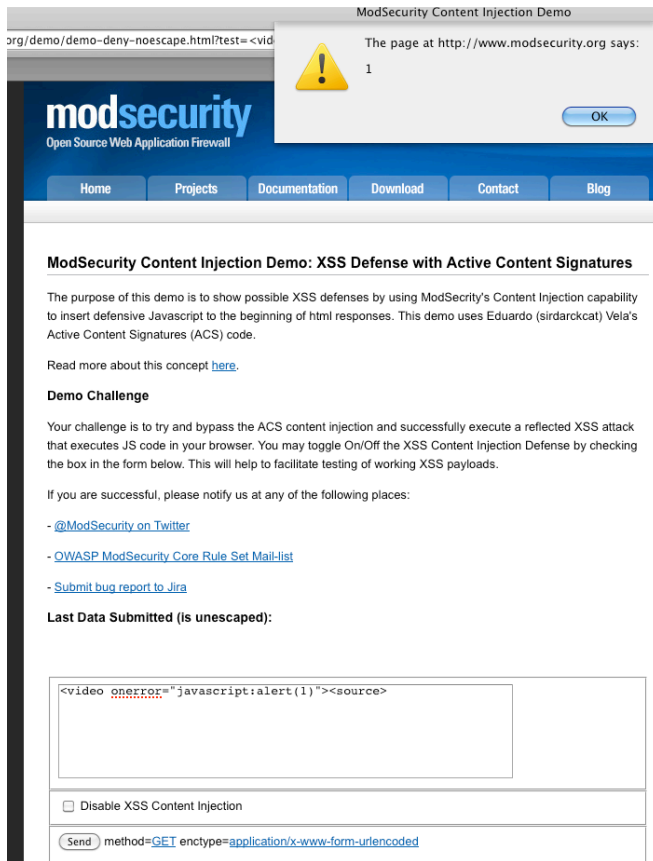 ModSecurity Content Injection Demo
org/demo/demo-deny-noescape.html?test=<vid
The page at http://www.modsecurity.org says:
1
OK
modsecurity
Open Source Web Application Firewall
Home Projects Documentation Download Contact Blog
ModSecurity Content Injection Demo: XSS Defense with Active Content Signatures
The purpose of this demo is to show possible XSS defenses by using ModSecrity's Content Injection capability
to insert defensive Javascript to the beginning of html responses. This demo uses Eduardo (sirdarckcat) Vela's
Active Content Signatures (ACS) code.
Read more about this concept here.
Demo Challenge
Your challenge is to try and bypass the ACS content injection and successfully execute a reflected XSS attack
that executes JS code in your browser. You may toggle On/Off the XSS Content Injection Defense by checking
the box in the form below. This will help to facilitate testing of working XSS payloads.
If you are successful, please notify us at any of the following places:
- @ModSecurity on Twitter
- OWASP ModSecurity Core Rule Set Mail-list
- Submit bug report to Jira
Last Data Submitted (is unescaped):
<video onerror="javascript:alert(1)"><source>
Disable XSS Content Injection
Send method=GET enctype=application/x-www-form-urlencoded